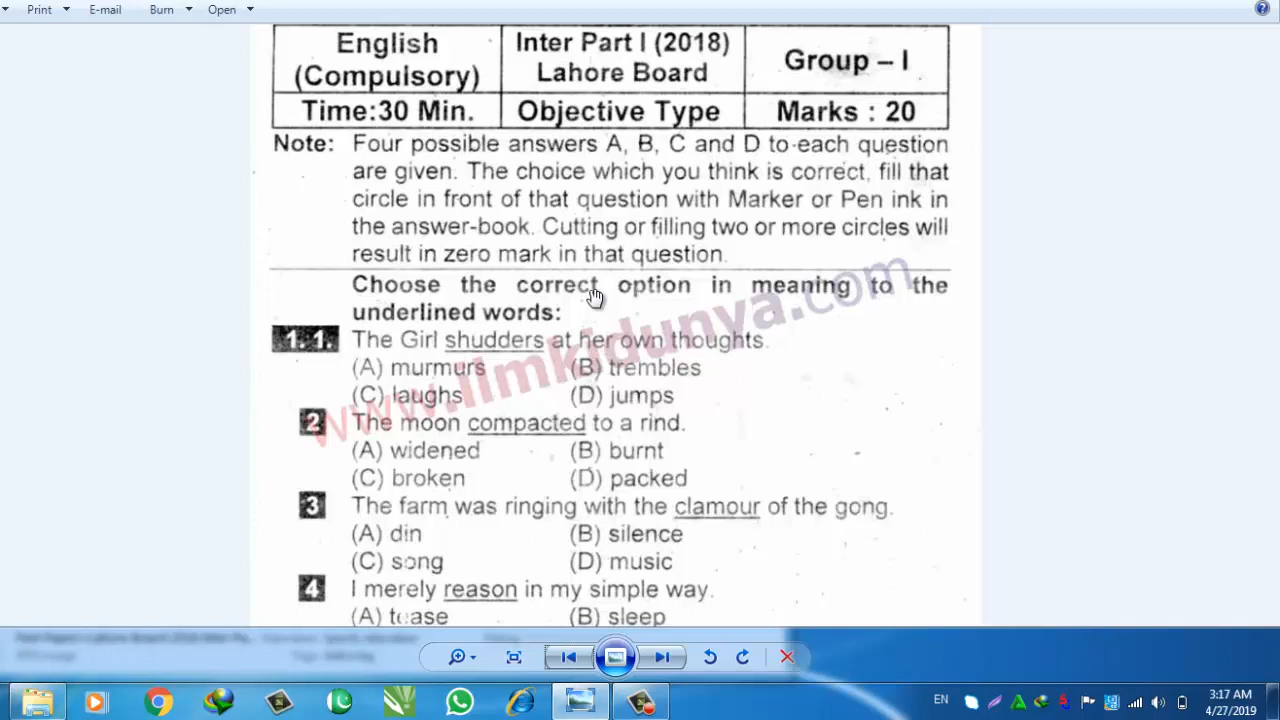 Print E-mail Burn Open
English (Compulsory) Inter Part I (2018) Lahore Board Group – I
Time:30 Min. Objective Type Marks : 20
Note: Four possible answers A, B, C and D to each question
are given. The choice which you think is correct, fill that
circle in front of that question with Marker or Pen ink in
the answer-book. Cutting or filling two or more circles will
result in zero mark in that question.
Choose the correct option in meaning to the
underlined words:
1.1. The Girl shudders at her own thoughts.
(A) murmurs (B) trembles
(C) laughs (D) jumps
2 The moon compacted to a rind.
(A) widened (B) burnt
(C) broken (D) packed
3 The farm was ringing with the clamour of the gong.
(A) din (B) silence
(C) song (D) music
4 I merely reason in my simple way.
(A) tease (B) sleep
www.ilmkidunya.com
EN 3:17 AM
4/27/2019